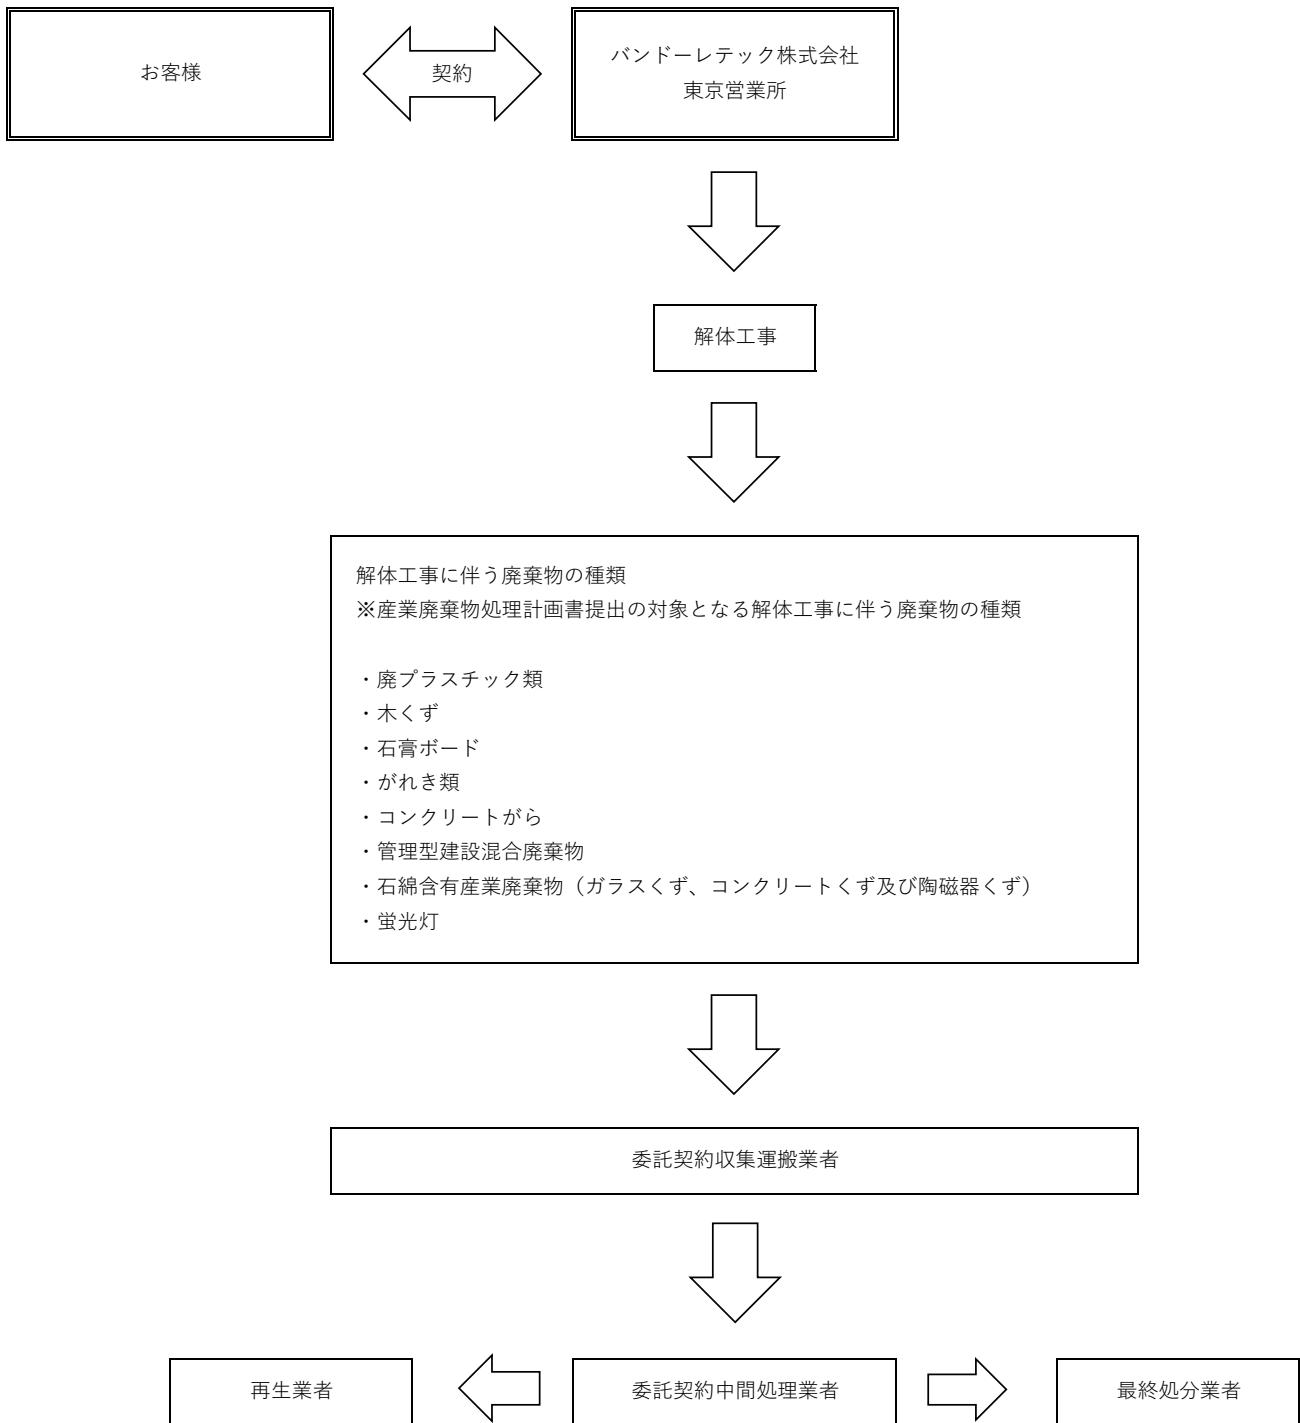 お客様
契約
バンドーレテック株式会社
東京営業所
解体工事
解体工事に伴う廃棄物の種類
※産業廃棄物処理計画書提出の対象となる解体工事に伴う廃棄物の種類
・廃プラスチック類
・木くず
・石膏ボード
・がれき類
・コンクリートがら
・管理型建設混合廃棄物
・石綿含有産業廃棄物（ガラスくず、コンクリートくず及び陶磁器くず）
・蛍光灯
委託契約収集運搬業者
再生業者
委託契約中間処理業者
最終処分業者